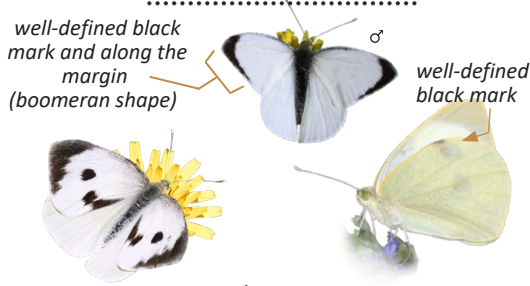 well-defined black
mark and along the
margin
(boomeran shape)
♂
well-defined
black mark